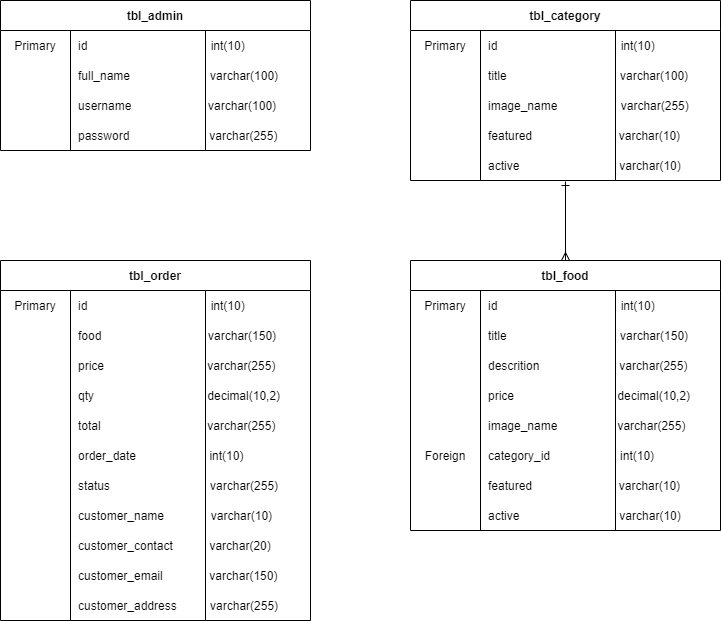 tbl_admin
Primary id int(10)
full_name varchar(100)
username varchar(100)
password varchar(255)
tbl_category
Primary id int(10)
title varchar(100)
image_name varchar(255)
featured varchar(10)
active varchar(10)
tbl_order
Primary id int(10)
food varchar(150)
price varchar(255)
qty decimal(10,2)
total varchar(255)
order_date int(10)
status varchar(255)
customer_name varchar(10)
customer_contact varchar(20)
customer_email varchar(150)
customer_address varchar(255)
tbl_food
Primary id int(10)
title varchar(150)
descrition varchar(255)
price decimal(10,2)
image_name varchar(255)
Foreign category_id int(10)
featured varchar(10)
active varchar(10)